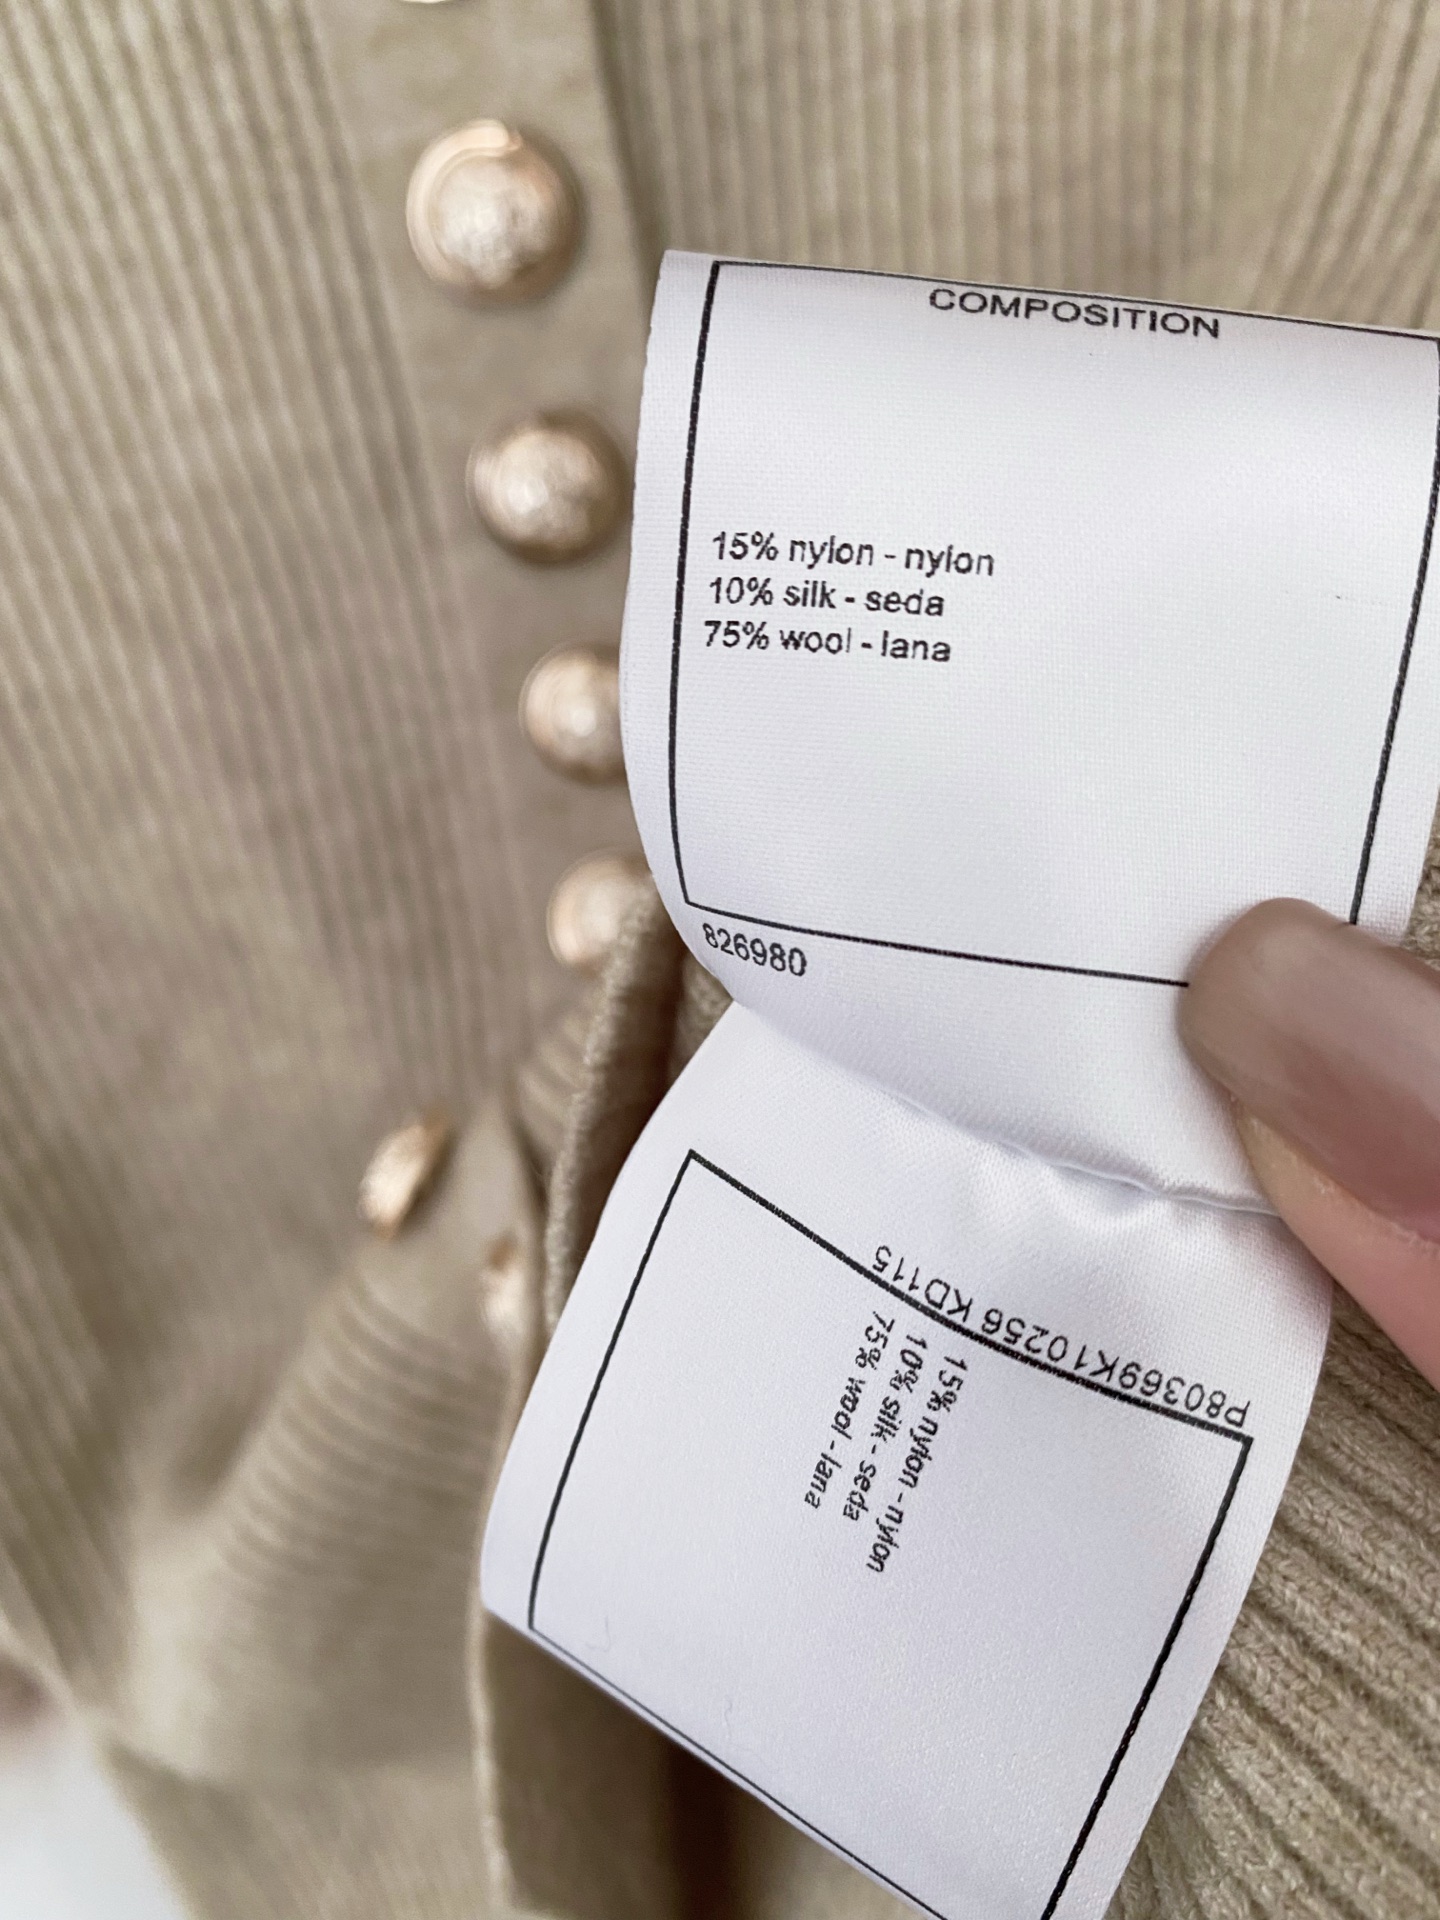 COMPOSITION
15% nylon - nylon
10% silk - seda
75% wool - lana
826980
P80369K10256 KD115
15% nylon - nylon
10% silk - seda
75% wool - lana